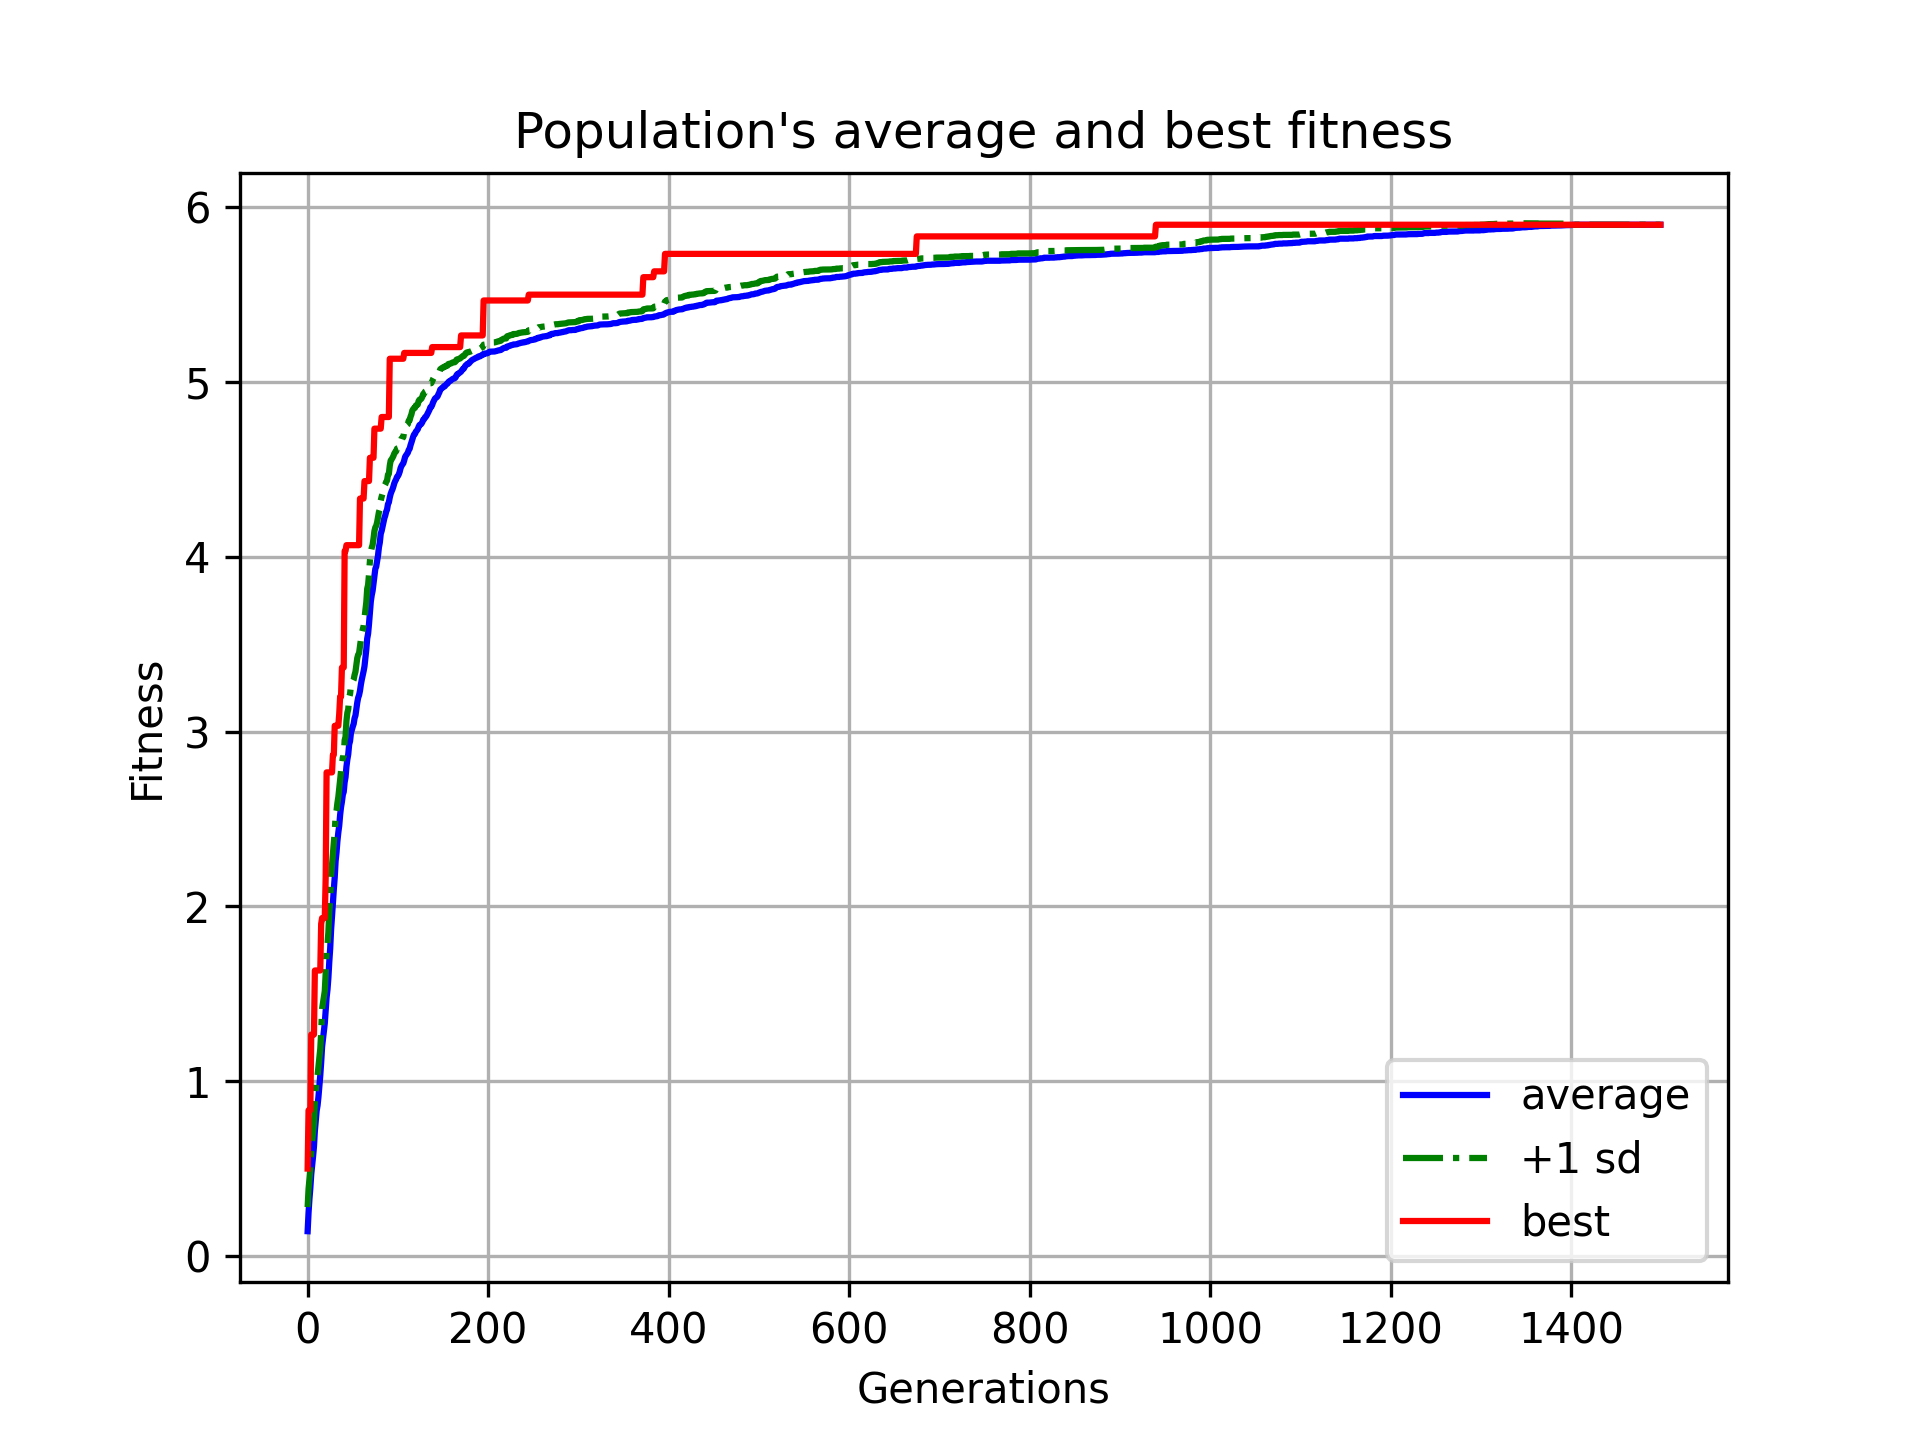 Population's average and best fitness
6
5
4
3
2
1
0
Fitness
average
+1 sd
best
0 200 400 600 800 1000 1200 1400
Generations